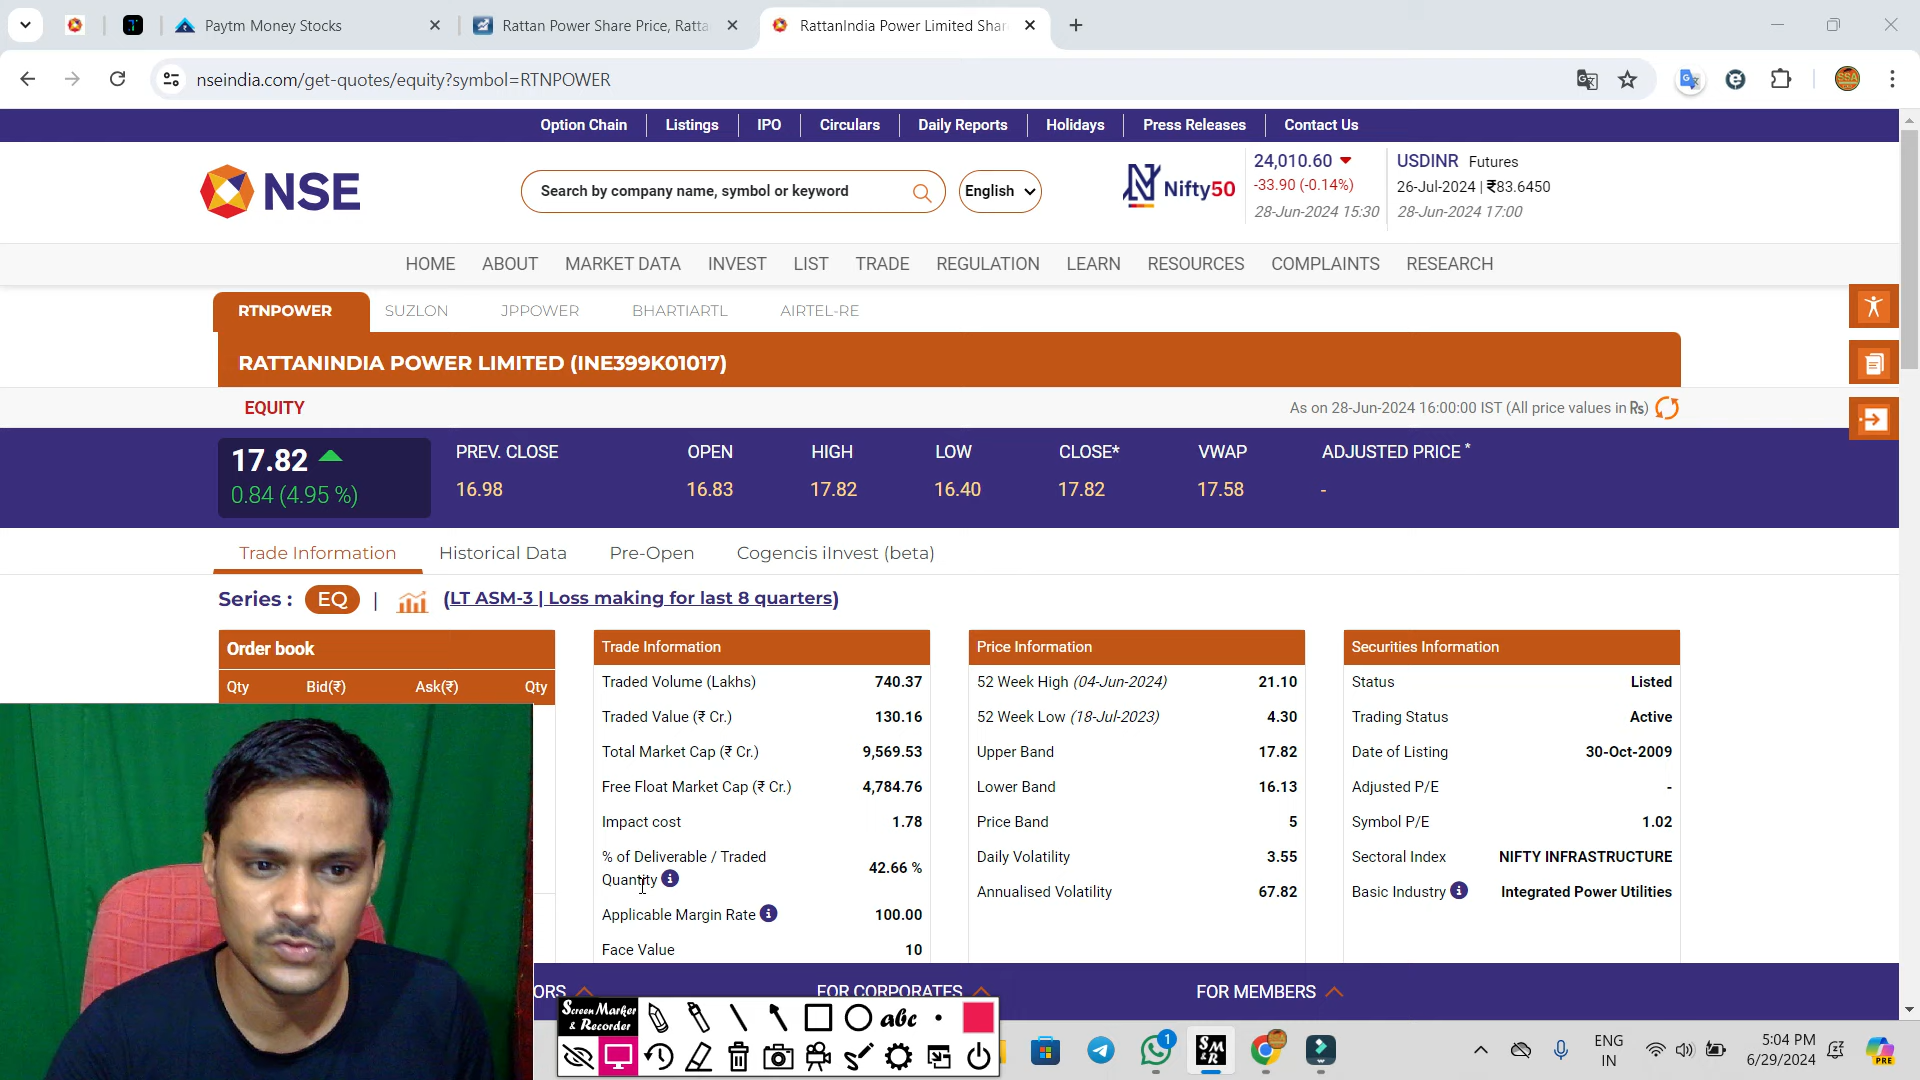 Paytm Money Stocks
Rattan Power Share Price, Ratta
RattanIndia Power Limited Shar
nseindia.com/get-quotes/equity?symbol=RTNPOWER
SSA
Option Chain
Listings
IPO
Circulars
Daily Reports
Holidays
Press Releases
Contact Us
NSE
Search by company name, symbol or keyword
English
Nifty50
24,010.60
-33.90 (-0.14%)
28-Jun-2024 15:30
USDINR Futures
26-Jul-2024 | ₹83.6450
28-Jun-2024 17:00
HOME
ABOUT
MARKET DATA
INVEST
LIST
TRADE
REGULATION
LEARN
RESOURCES
COMPLAINTS
RESEARCH
RTNPOWER
SUZLON
JPPOWER
BHARTIARTL
AIRTEL-RE
RATTANINDIA POWER LIMITED (INE399K01017)
EQUITY
As on 28-Jun-2024 16:00:00 IST (All price values in Rs)
17.82
0.84 (4.95 %)
PREV. CLOSE
16.98
OPEN
16.83
HIGH
17.82
LOW
16.40
CLOSE*
17.82
VWAP
17.58
ADJUSTED PRICE *
-
Trade Information
Historical Data
Pre-Open
Cogencis iInvest (beta)
Series : EQ | (LT ASM-3 | Loss making for last 8 quarters)
Order book
Qty Bid(₹) Ask(₹) Qty
Trade Information
Traded Volume (Lakhs) 740.37
Traded Value (₹ Cr.) 130.16
Total Market Cap (₹ Cr.) 9,569.53
Free Float Market Cap (₹ Cr.) 4,784.76
Impact cost 1.78
% of Deliverable / Traded
Quantity 42.66 %
Applicable Margin Rate 100.00
Face Value 10
Price Information
52 Week High (04-Jun-2024) 21.10
52 Week Low (18-Jul-2023) 4.30
Upper Band 17.82
Lower Band 16.13
Price Band 5
Daily Volatility 3.55
Annualised Volatility 67.82
Securities Information
Status Listed
Trading Status Active
Date of Listing 30-Oct-2009
Adjusted P/E -
Symbol P/E 1.02
Sectoral Index NIFTY INFRASTRUCTURE
Basic Industry Integrated Power Utilities
ORS
FOR CORPORATES
FOR MEMBERS
Screen Marker
& Recorder
abc
1
SM
&R
ENG
IN
5:04 PM
6/29/2024
PRE